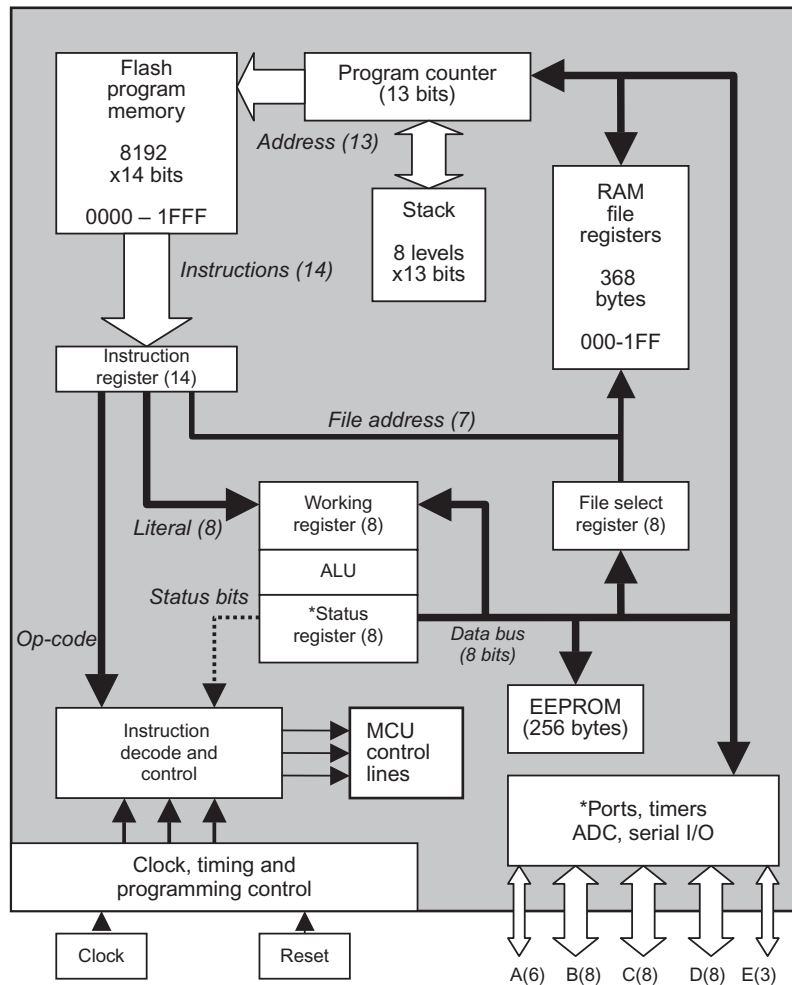 Flash
program
memory
8192
x14 bits
0000 – 1FFF
Program counter
(13 bits)
Address (13)
Stack
8 levels
x13 bits
RAM
file
registers
368
bytes
000-1FF
Instructions (14)
Instruction
register (14)
File address (7)
Working
register (8)
Literal (8)
File select
register (8)
ALU
Status bits
*Status
register (8)
Data bus
(8 bits)
Op-code
EEPROM
(256 bytes)
Instruction
decode and
control
MCU
control
lines
*Ports, timers
ADC, serial I/O
Clock, timing and
programming control
Clock
Reset
A(6) B(8) C(8) D(8) E(3)